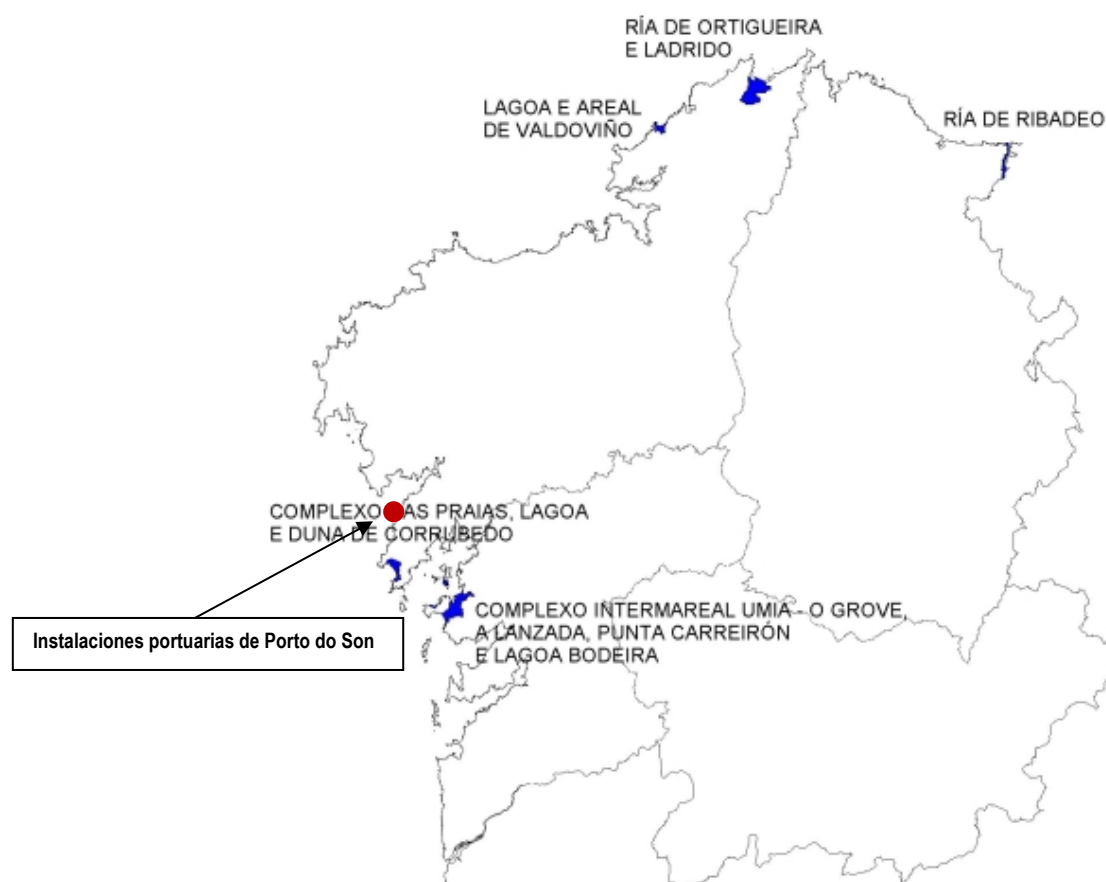 RÍA DE ORTIGUEIRA
E LADRIDO
LAGOA E AREAL
DE VALDOVIÑO
RÍA DE RIBADEO
COMPLEXO AS PRAIAS, LAGOA
E DUNA DE CORRUBEDO
COMPLEXO INTERMAREAL UMIA - O GROVE,
A LANZADA, PUNTA CARREIRÓN
E LAGOA BODEIRA
Instalaciones portuarias de Porto do Son